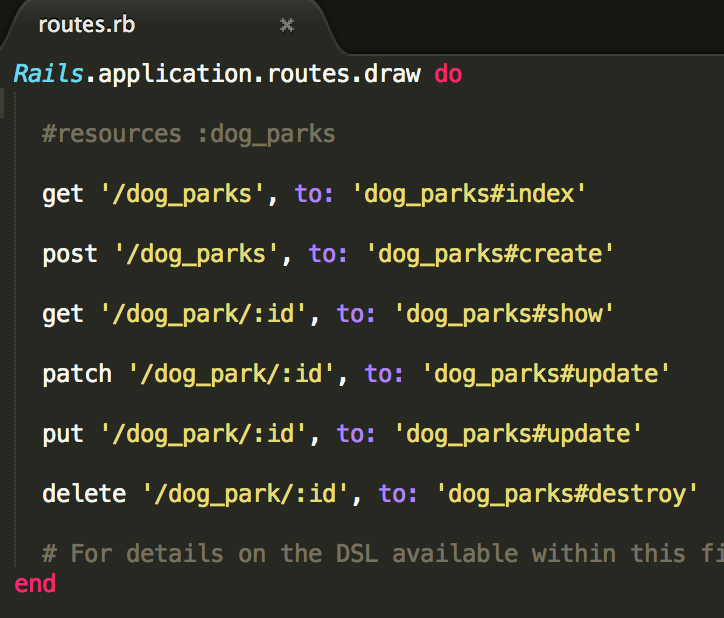 routes.rb ×
Rails.application.routes.draw do
#resources :dog_parks
get '/dog_parks', to: 'dog_parks#index'
post '/dog_parks', to: 'dog_parks#create'
get '/dog_park/:id', to: 'dog_parks#show'
patch '/dog_park/:id', to: 'dog_parks#update'
put '/dog_park/:id', to: 'dog_parks#update'
delete '/dog_park/:id', to: 'dog_parks#destroy'
# For details on the DSL available within this fi
end